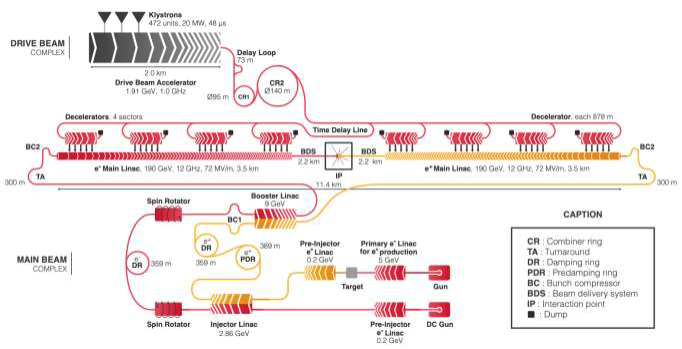 Klystrons
472 units, 20 MW, 48 µs
DRIVE BEAM
COMPLEX
Delay Loop
73 m
2.0 km
Drive Beam Accelerator
1.91 GeV, 1.0 GHz
CR2
Ø140 m
CR1
Ø95 m
Decelerators, 4 sectors
Decelerator, each 878 m
Time Delay Line
BC2
BDS
2.2 km
IP
BDS
2.2 km
BC2
e⁻ Main Linac, 190 GeV, 12 GHz, 72 MV/m, 3.5 km
e⁺ Main Linac, 190 GeV, 12 GHz, 72 MV/m, 3.5 km
TA
300 m
11.4 km
TA
300 m
Booster Linac
9 GeV
Spin Rotator
BC1
e⁻
DR
359 m
e⁺
DR
359 m
e⁺
PDR
389 m
MAIN BEAM
COMPLEX
Pre-Injector
e⁺ Linac
0.2 GeV
Primary e⁻ Linac
for e⁺ production
5 GeV
Target
Gun
Spin Rotator
Injector Linac
2.86 GeV
Pre-Injector
e⁻ Linac
0.2 GeV
DC Gun
CAPTION
CR : Combiner ring
TA : Turnaround
DR : Damping ring
PDR : Predamping ring
BC : Bunch compressor
BDS : Beam delivery system
IP : Interaction point
■ : Dump